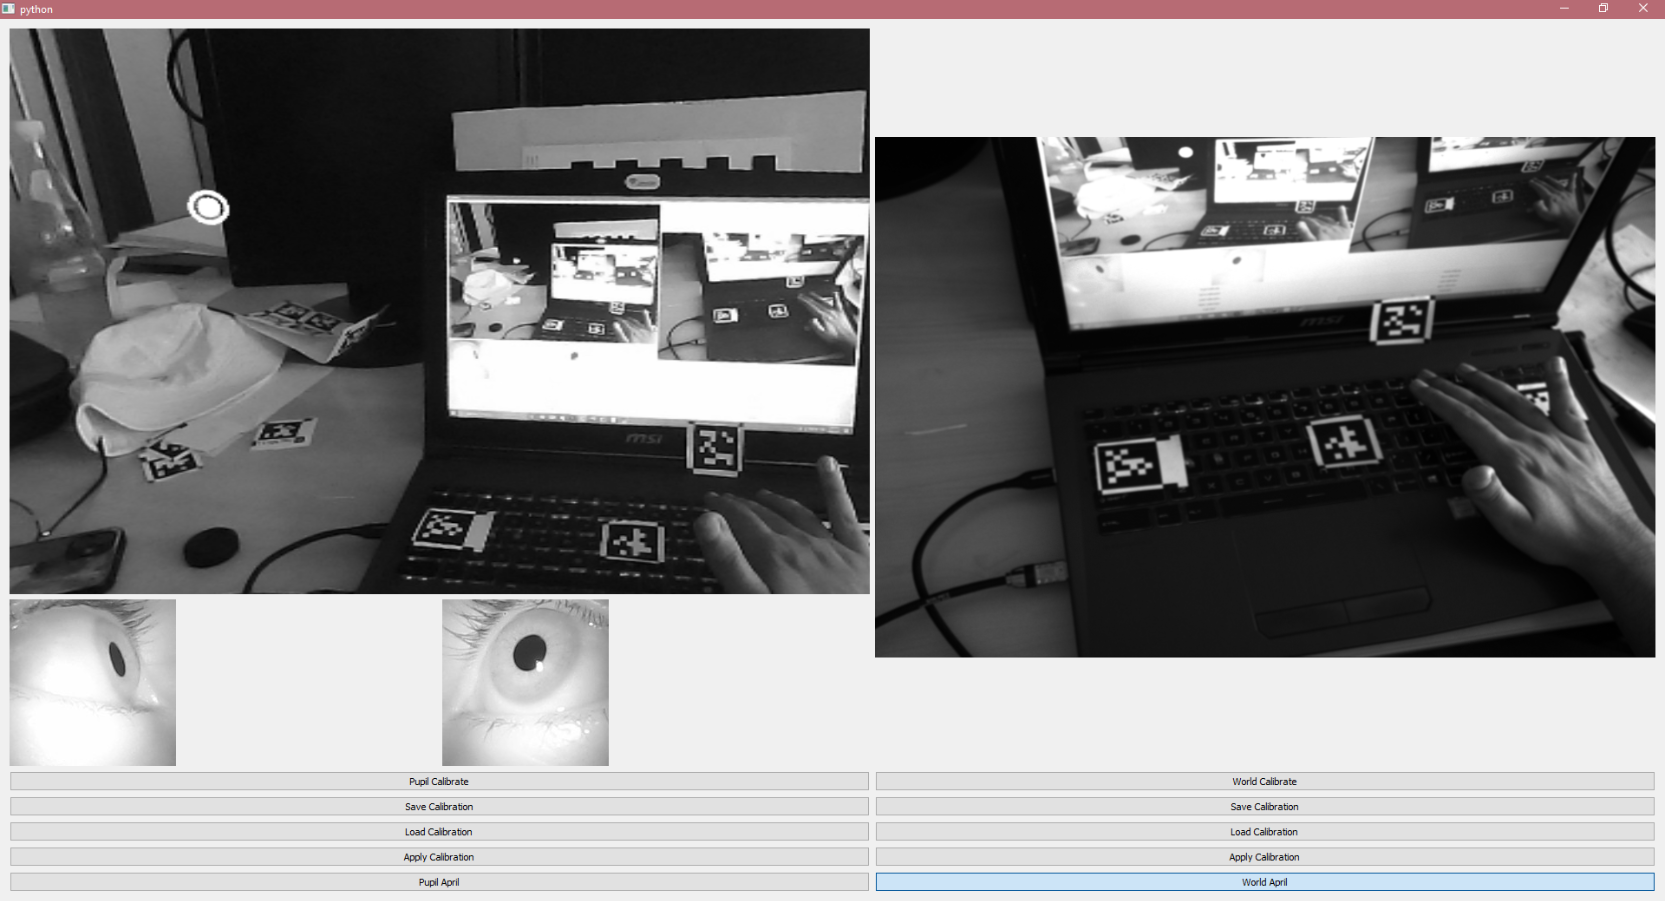 python
msi
msi
Pupil Calibrate
Save Calibration
Load Calibration
Apply Calibration
Pupil April
World Calibrate
Save Calibration
Load Calibration
Apply Calibration
World April